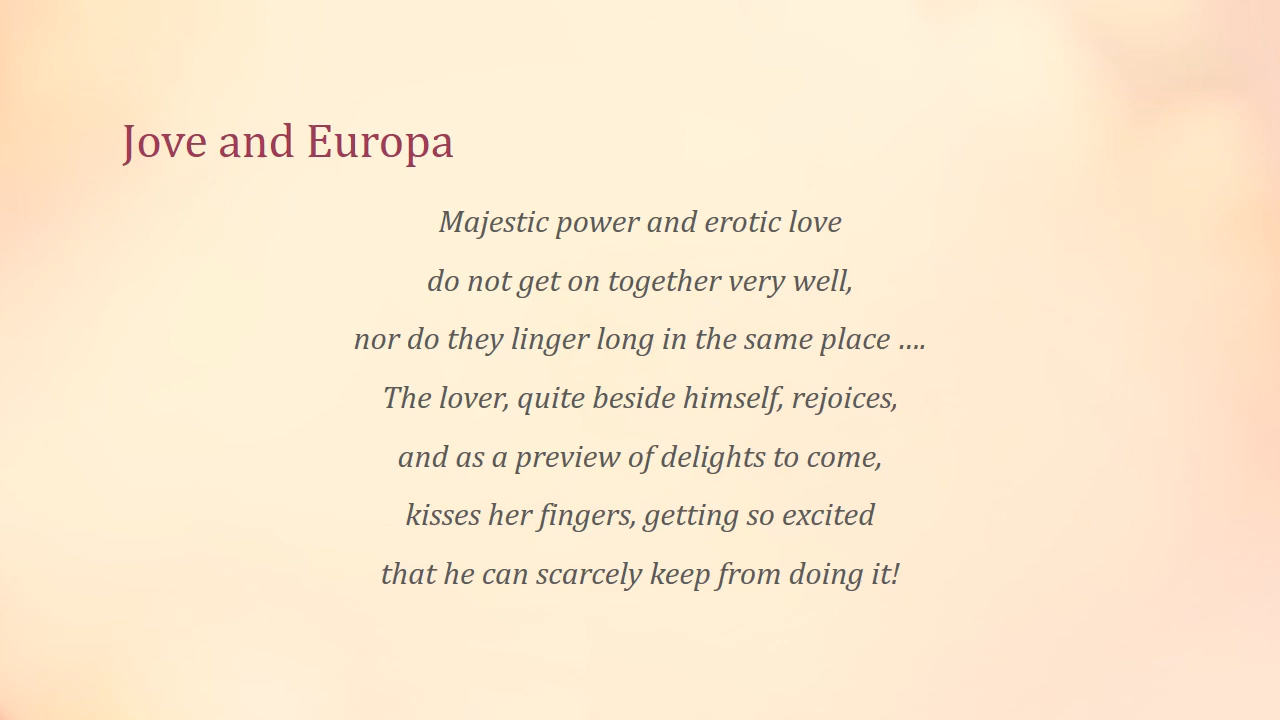 Jove and Europa
Majestic power and erotic love
do not get on together very well,
nor do they linger long in the same place ….
The lover, quite beside himself, rejoices,
and as a preview of delights to come,
kisses her fingers, getting so excited
that he can scarcely keep from doing it!